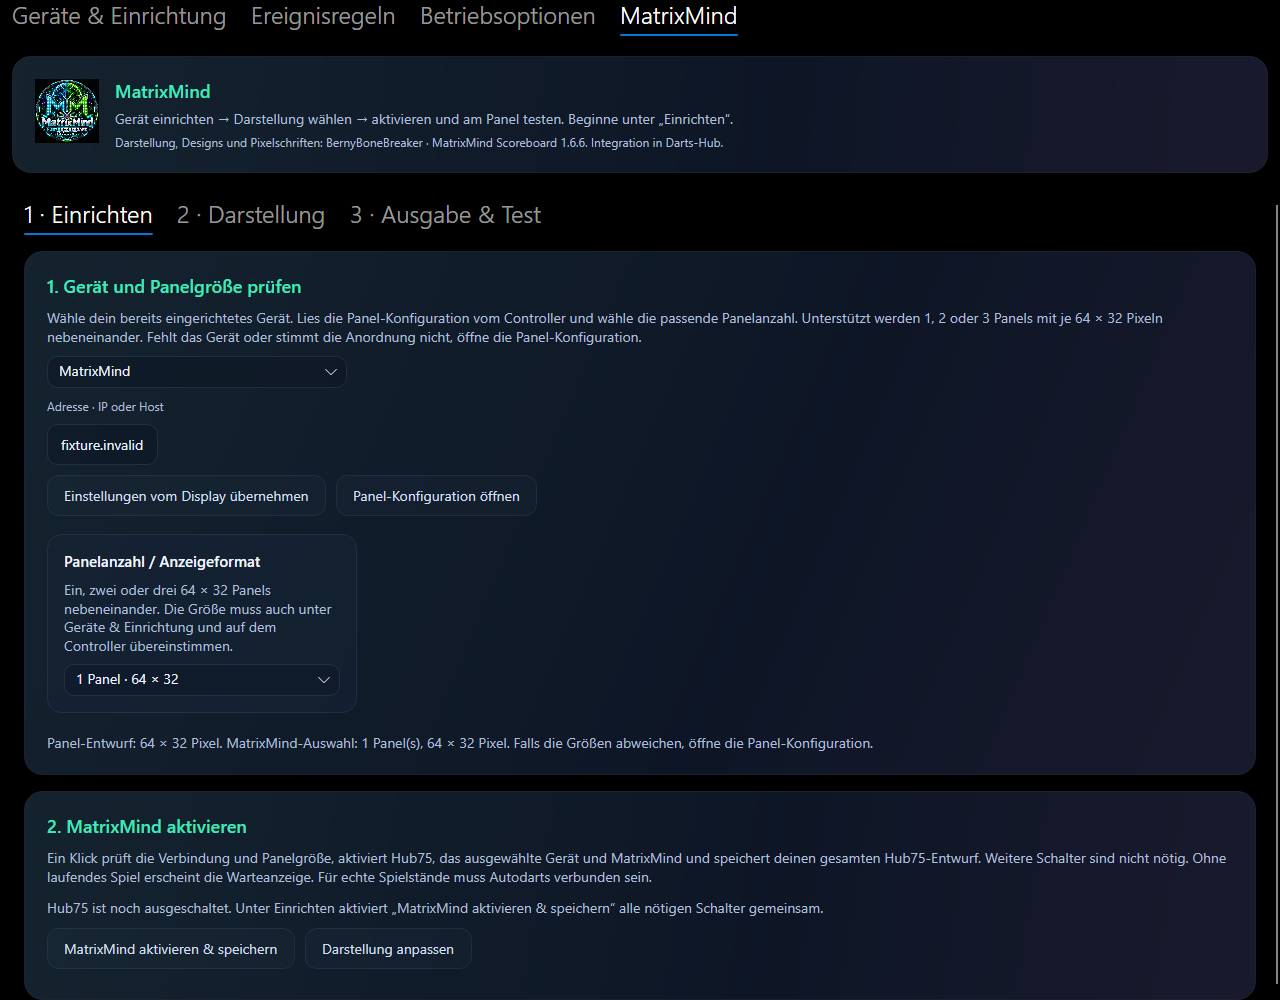 Geräte & Einrichtung Ereignisregeln Betriebsoptionen MatrixMind
MatrixMind
MatrixMind
Gerät einrichten → Darstellung wählen → aktivieren und am Panel testen. Beginne unter „Einrichten“.
Darstellung, Designs und Pixelschriften: BernyBoneBreaker · MatrixMind Scoreboard 1.6.6. Integration in Darts-Hub.
1 · Einrichten 2 · Darstellung 3 · Ausgabe & Test
1. Gerät und Panelgröße prüfen
Wähle dein bereits eingerichtetes Gerät. Lies die Panel-Konfiguration vom Controller und wähle die passende Panelanzahl. Unterstützt werden 1, 2 oder 3 Panels mit je 64 × 32 Pixeln
nebeneinander. Fehlt das Gerät oder stimmt die Anordnung nicht, öffne die Panel-Konfiguration.
MatrixMind
Adresse · IP oder Host
fixture.invalid
Einstellungen vom Display übernehmen Panel-Konfiguration öffnen
Panelanzahl / Anzeigeformat
Ein, zwei oder drei 64 × 32 Panels
nebeneinander. Die Größe muss auch unter
Geräte & Einrichtung und auf dem
Controller übereinstimmen.
1 Panel · 64 × 32
Panel-Entwurf: 64 × 32 Pixel. MatrixMind-Auswahl: 1 Panel(s), 64 × 32 Pixel. Falls die Größen abweichen, öffne die Panel-Konfiguration.
2. MatrixMind aktivieren
Ein Klick prüft die Verbindung und Panelgröße, aktiviert Hub75, das ausgewählte Gerät und MatrixMind und speichert deinen gesamten Hub75-Entwurf. Weitere Schalter sind nicht nötig. Ohne
laufendes Spiel erscheint die Warteanzeige. Für echte Spielstände muss Autodarts verbunden sein.
Hub75 ist noch ausgeschaltet. Unter Einrichten aktiviert „MatrixMind aktivieren & speichern“ alle nötigen Schalter gemeinsam.
MatrixMind aktivieren & speichern Darstellung anpassen